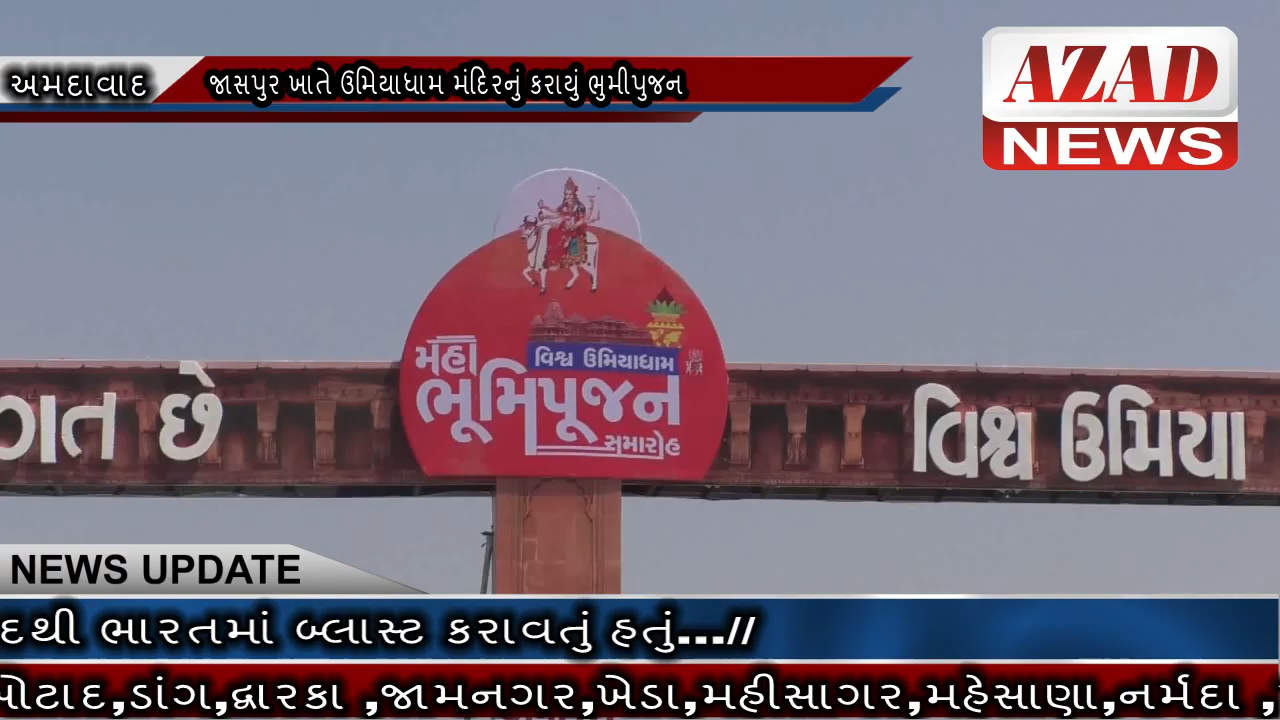 અમદાવાદ
જાસપુર ખાતે ઉમિયાધામ મંદિરનું કરાયું ભુમીપુજન
AZAD
NEWS
મહા
વિશ્વ ઉમિયાધામ
ભૂમિપૂજન
સમારોહ
ગત છે
વિશ્વ ઉમિયા
NEWS UPDATE
દથી ભારતમાં બ્લાસ્ટ કરાવતું હતું...//
પોટાદ,ડાંગ,દ્વારકા ,જામનગર,ખેડા,મહીસાગર,મહેસાણા,નર્મદા ,